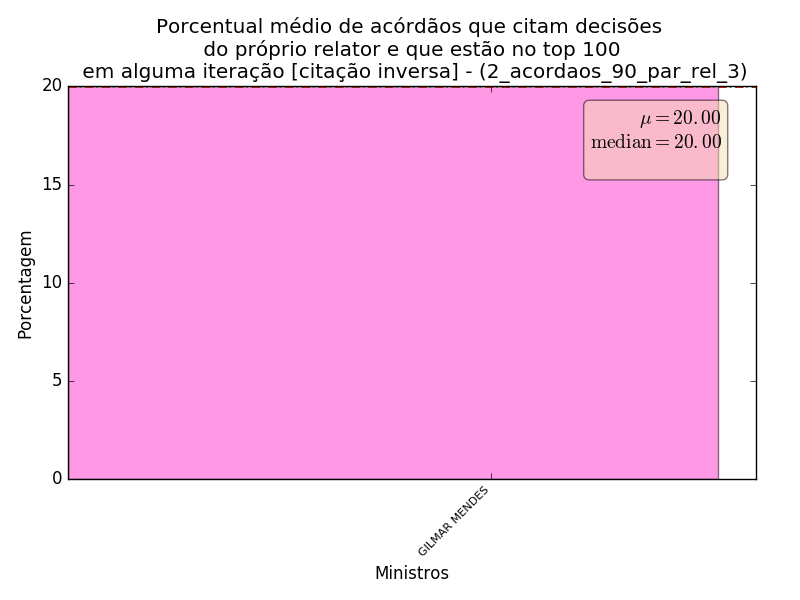 Porcentual médio de acórdãos que citam decisões
do próprio relator e que estão no top 100
em alguma iteração [citação inversa] - (2_acordaos_90_par_rel_3)
20
15
10
5
0
μ = 20.00
median = 20.00
Porcentagem
GILMAR MENDES
Ministros